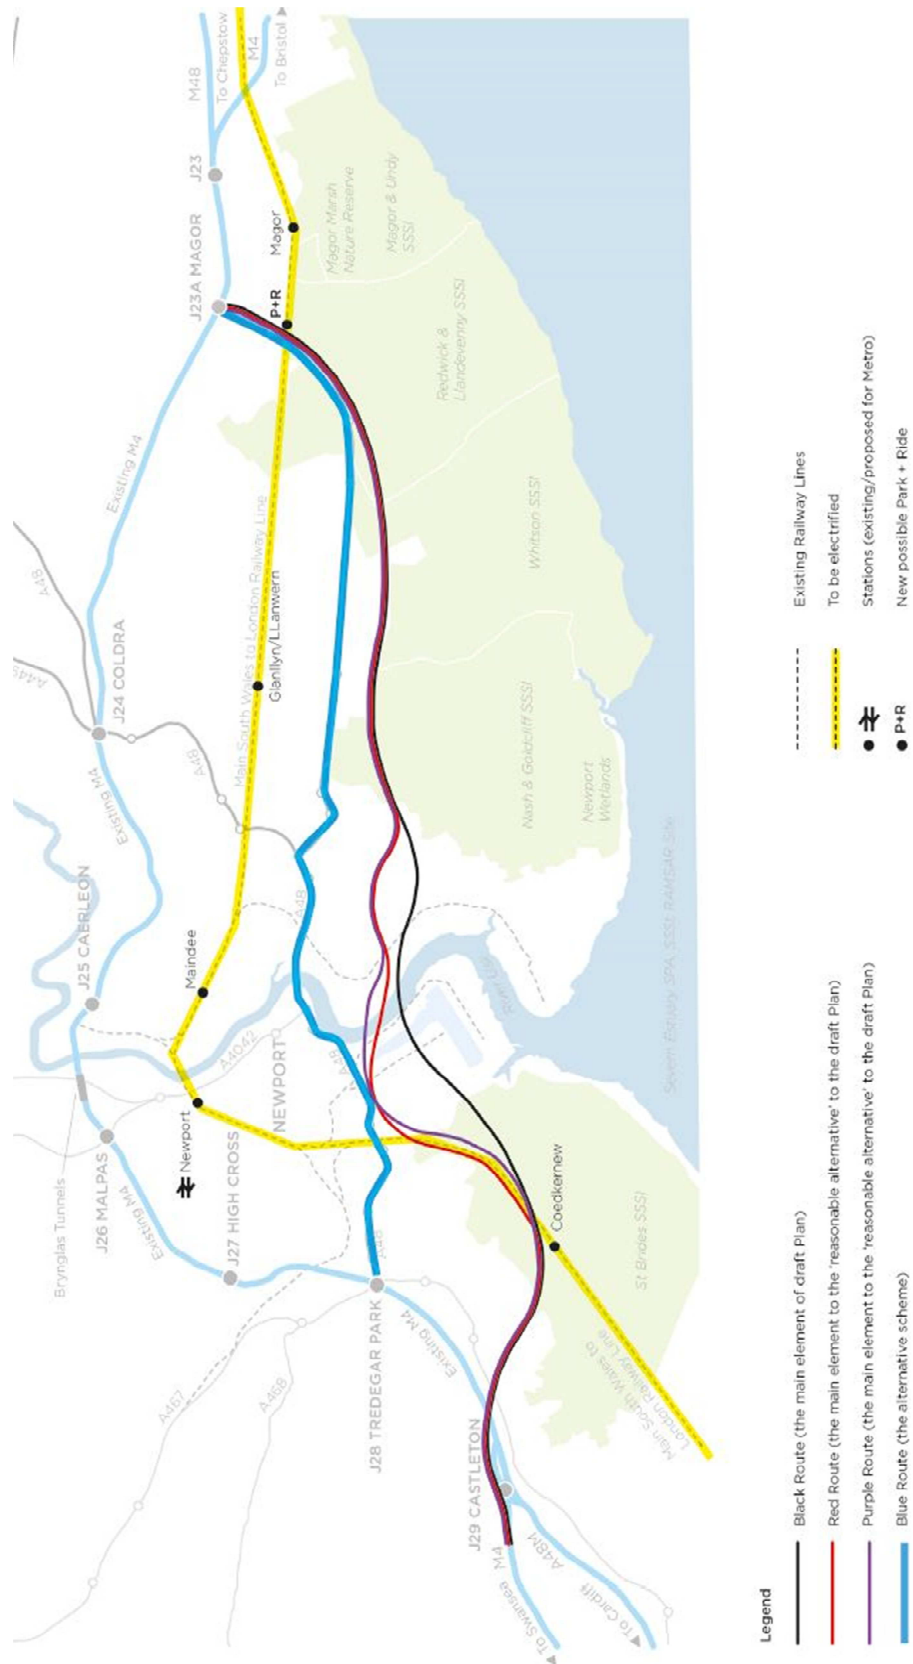 To Chepstow
M48
M4
To Bristol
J23
J23A MAGOR
Magor
P+R
Magor Marsh
Nature Reserve
Magor & Undy
SSSI
Redwick &
Llandevenny SSSI
Whitson SSSI
Existing M4
A48
J24 COLDRA
Existing M4
A48
Main South Wales to London Railway Line
Glanllyn/LLanwern
Nash & Goldcliff SSSI
Newport
Wetlands
Severn Estuary SPA, SSSI, RAMSAR Site
J25 CAERLEON
Maindee
A48
A4042
NEWPORT
A48
Brynglas Tunnels
J26 MALPAS
Existing M4
Newport
J27 HIGH CROSS
A48
Coedkernew
St Brides SSSI
Main South Wales to
London Railway Line
J28 TREDEGAR PARK
Existing M4
A467
A468
J29 CASTLETON
M4
To Swansea
A48M
To Cardiff
Legend
Black Route (the main element of draft Plan)
Red Route (the main element to the 'reasonable alternative' to the draft Plan)
Purple Route (the main element to the 'reasonable alternative' to the draft Plan)
Blue Route (the alternative scheme)
Existing Railway Lines
To be electrified
Stations (existing/proposed for Metro)
P+R
New possible Park + Ride